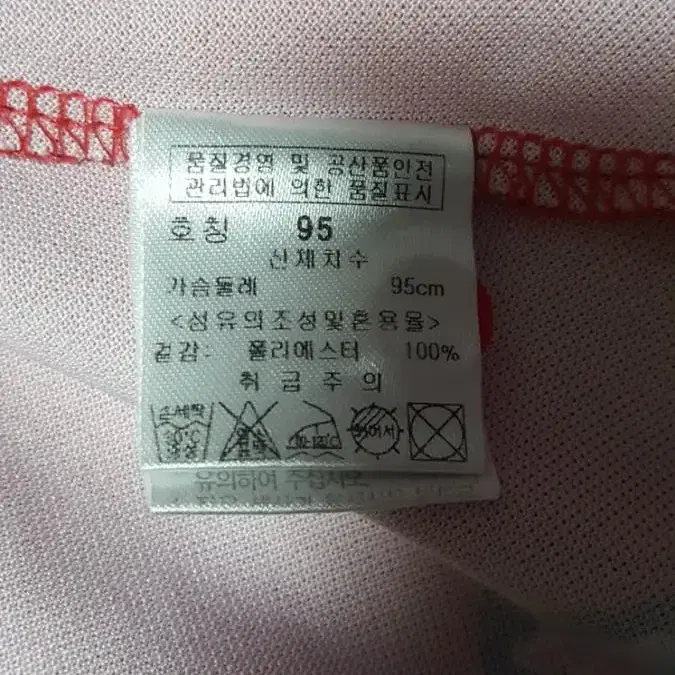 품질경영 및 공산품안전
관리법에 의한 품질표시
호칭 95
신체치수
가슴둘레 95cm
<섬유의조성및혼용율>
겉감: 폴리에스터 100%
취급주의
손세탁
30°C
유의하여 주십시오